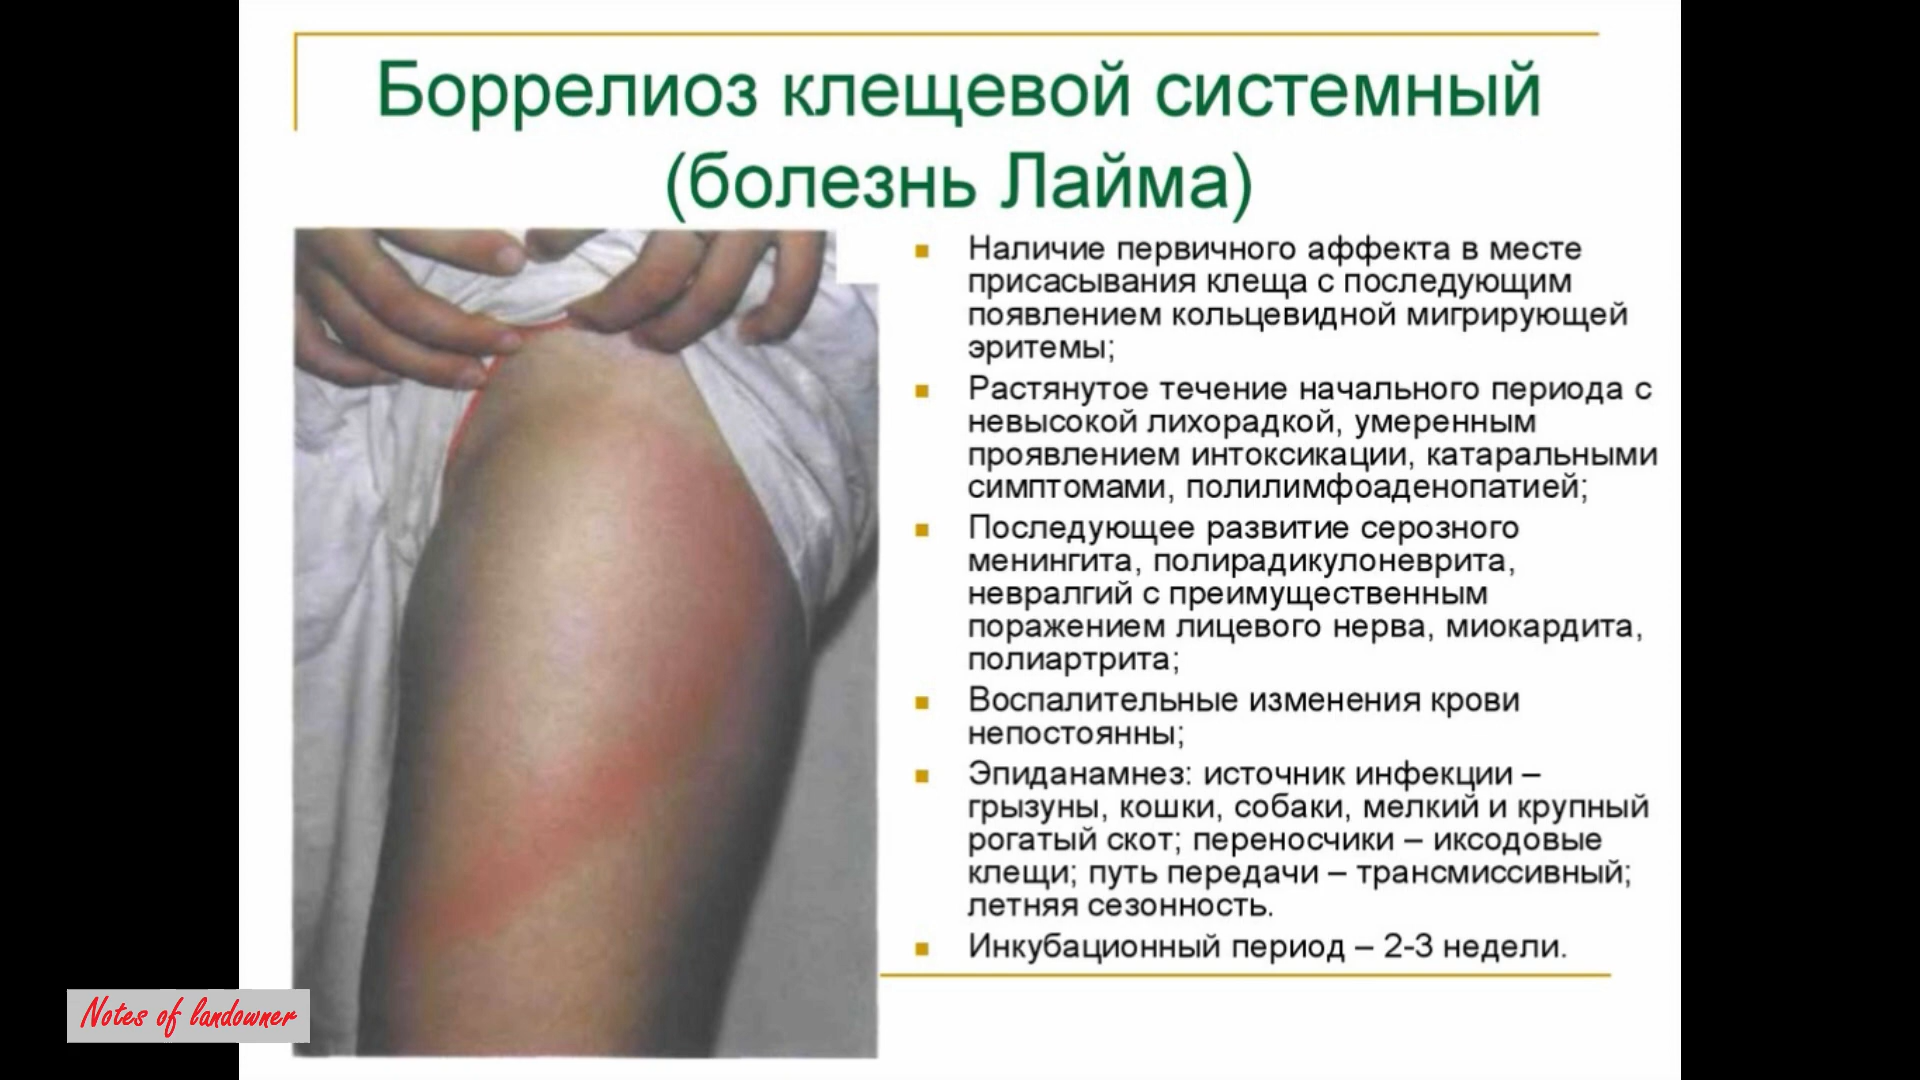 Боррелиоз клещевой системный
(болезнь Лайма)
Наличие первичного аффекта в месте
присасывания клеща с последующим
появлением кольцевидной мигрирующей
эритемы;
Растянутое течение начального периода с
невысокой лихорадкой, умеренным
проявлением интоксикации, катаральными
симптомами, полилимфоаденопатией;
Последующее развитие серозного
менингита, полирадикулоневрита,
невралгий с преимущественным
поражением лицевого нерва, миокардита,
полиартрита;
Воспалительные изменения крови
непостоянны;
Эпиданамнез: источник инфекции –
грызуны, кошки, собаки, мелкий и крупный
рогатый скот; переносчики – иксодовые
клещи; путь передачи – трансмиссивный;
летняя сезонность.
Инкубационный период – 2-3 недели.
Notes of landowner